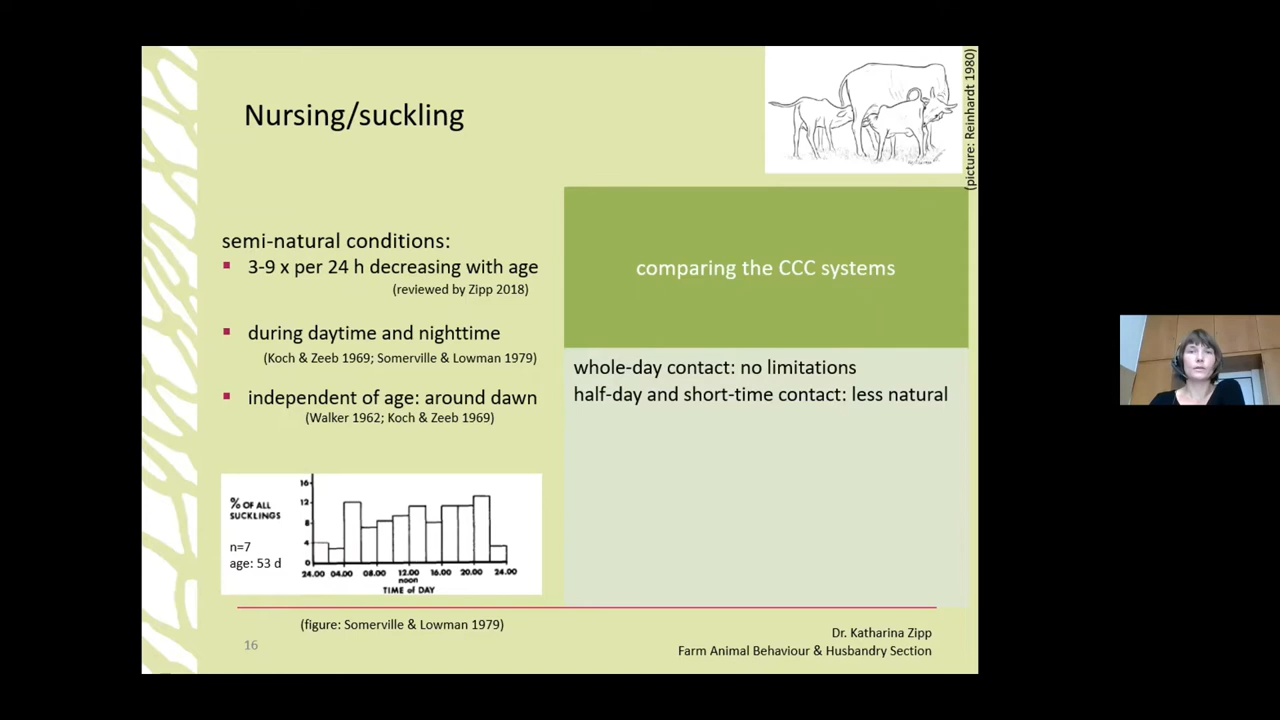 Nursing/suckling
(picture: Reinhardt 1980)
semi-natural conditions:
▪ 3-9 x per 24 h decreasing with age
(reviewed by Zipp 2018)
▪ during daytime and nighttime
(Koch & Zeeb 1969; Somerville & Lowman 1979)
▪ independent of age: around dawn
(Walker 1962; Koch & Zeeb 1969)
comparing the CCC systems
whole-day contact: no limitations
half-day and short-time contact: less natural
% OF ALL
SUCKLINGS
n=7
age: 53 d
16
12
8
4
0
24.00 04.00 08.00 12.00 16.00 20.00 24.00
noon
TIME of DAY
(figure: Somerville & Lowman 1979)
16
Dr. Katharina Zipp
Farm Animal Behaviour & Husbandry Section